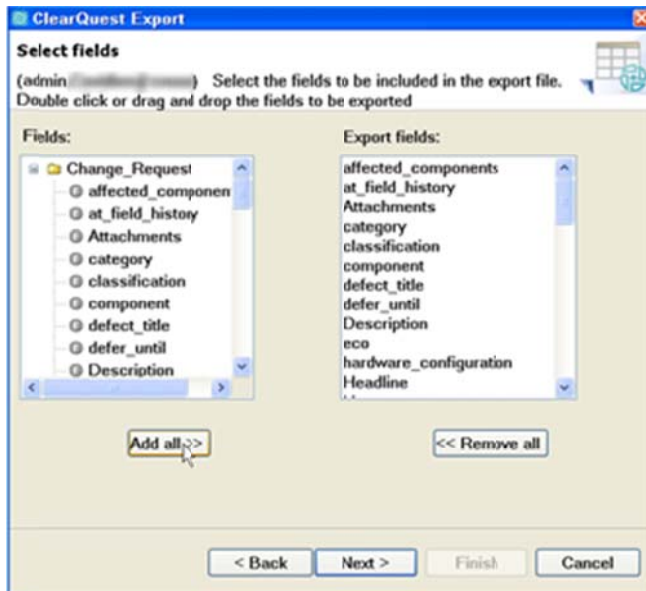 ClearQuest Export
Select fields
(admin ) Select the fields to be included in the export file.
Double click or drag and drop the fields to be exported
Fields:
Change_Request
affected_componen
at_field_history
Attachments
category
classification
component
defect_title
defer_until
Description
Add all >>
Export fields:
affected_components
at_field_history
Attachments
category
classification
component
defect_title
defer_until
Description
eco
hardware_configuration
Headline
<< Remove all
< Back
Next >
Finish
Cancel